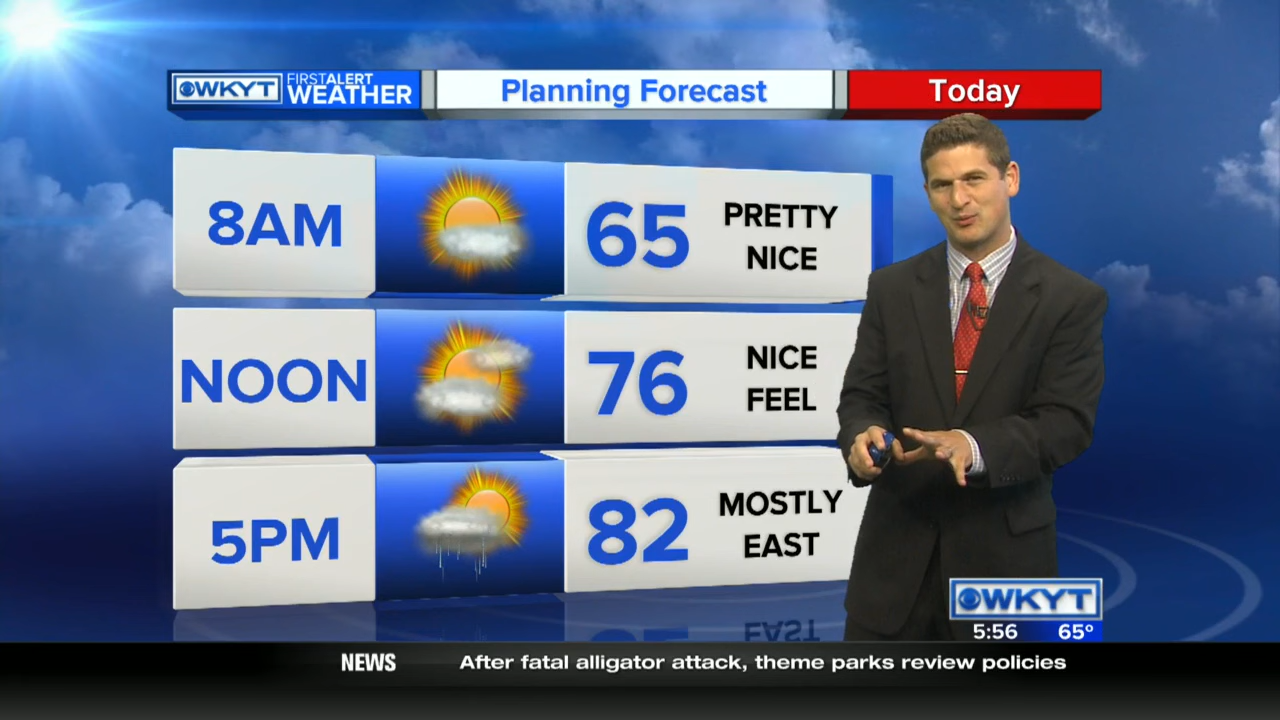 WKYT FIRST ALERT WEATHER
Planning Forecast
Today
8AM
65
PRETTY
NICE
NOON
76
NICE
FEEL
5PM
82
MOSTLY
EAST
WKYT
5:56 65°
NEWS After fatal alligator attack, theme parks review policies